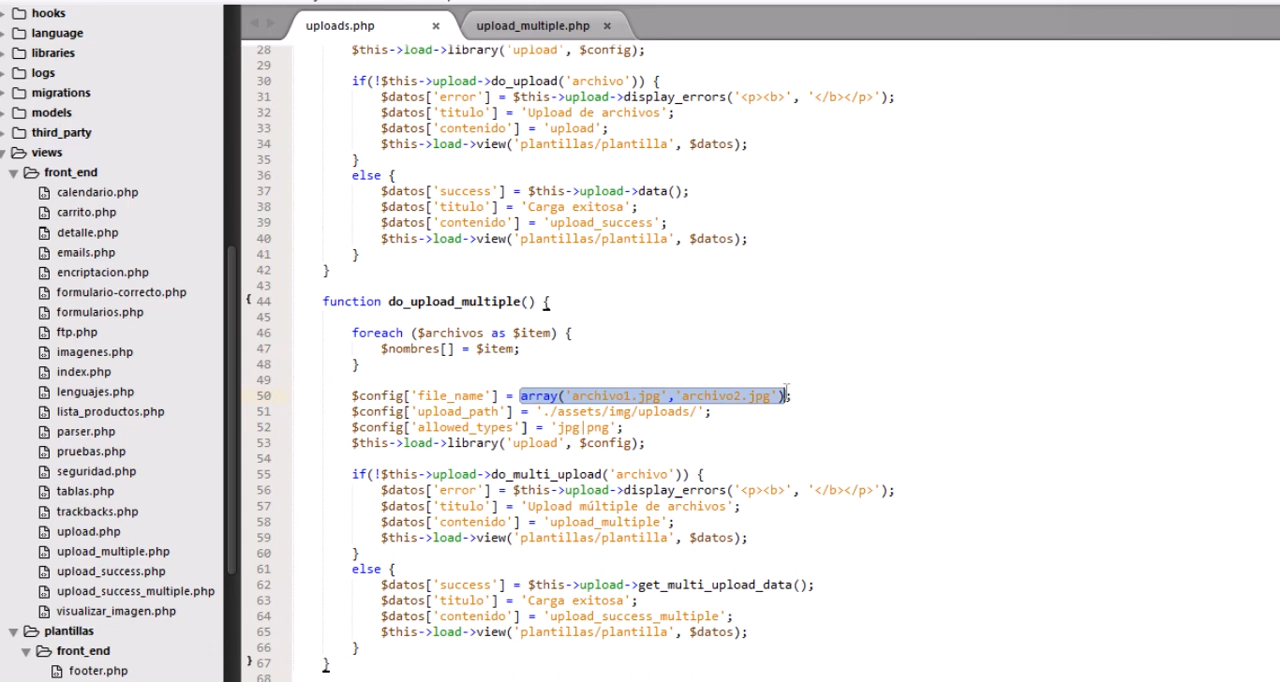 hooks
language
libraries
logs
migrations
models
third_party
views
front_end
calendario.php
carrito.php
detalle.php
emails.php
encriptacion.php
formulario-correcto.php
formularios.php
ftp.php
imagenes.php
index.php
lenguajes.php
lista_productos.php
parser.php
pruebas.php
seguridad.php
tablas.php
trackbacks.php
upload.php
upload_multiple.php
upload_success.php
upload_success_multiple.php
visualizar_imagen.php
plantillas
front_end
footer.php
uploads.php × upload_multiple.php ×
28 $this->load->library('upload', $config);
29
30 if(!$this->upload->do_upload('archivo')) {
31 $datos['error'] = $this->upload->display_errors('<p><b>', '</b></p>');
32 $datos['titulo'] = 'Upload de archivos';
33 $datos['contenido'] = 'upload';
34 $this->load->view('plantillas/plantilla', $datos);
35 }
36 else {
37 $datos['success'] = $this->upload->data();
38 $datos['titulo'] = 'Carga exitosa';
39 $datos['contenido'] = 'upload_success';
40 $this->load->view('plantillas/plantilla', $datos);
41 }
42 }
43
{ 44 function do_upload_multiple() {
45
46 foreach ($archivos as $item) {
47 $nombres[] = $item;
48 }
49
50 $config['file_name'] = array('archivo1.jpg','archivo2.jpg');
51 $config['upload_path'] = './assets/img/uploads/';
52 $config['allowed_types'] = 'jpg|png';
53 $this->load->library('upload', $config);
54
55 if(!$this->upload->do_multi_upload('archivo')) {
56 $datos['error'] = $this->upload->display_errors('<p><b>', '</b></p>');
57 $datos['titulo'] = 'Upload múltiple de archivos';
58 $datos['contenido'] = 'upload_multiple';
59 $this->load->view('plantillas/plantilla', $datos);
60 }
61 else {
62 $datos['success'] = $this->upload->get_multi_upload_data();
63 $datos['titulo'] = 'Carga exitosa';
64 $datos['contenido'] = 'upload_success_multiple';
65 $this->load->view('plantillas/plantilla', $datos);
66 }
} 67 }
68